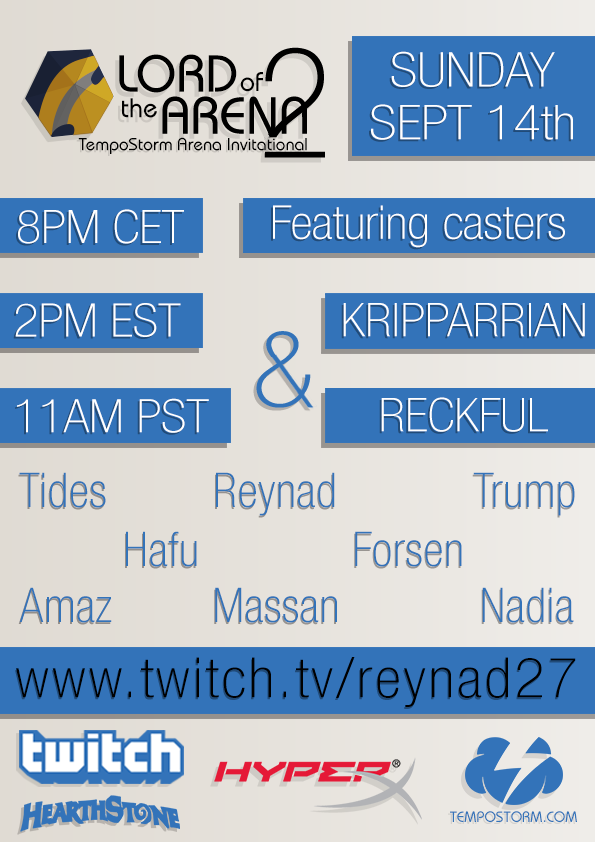 LORD of
the ARENA 2
TempoStorm Arena Invitational
SUNDAY
SEPT 14th
8PM CET
Featuring casters
2PM EST
KRIPPARRIAN
&
11AM PST
RECKFUL
Tides Reynad Trump
Hafu Forsen
Amaz Massan Nadia
www.twitch.tv/reynad27
twitch
HEARTHSTONE
HYPERX®
TEMPOSTORM.COM